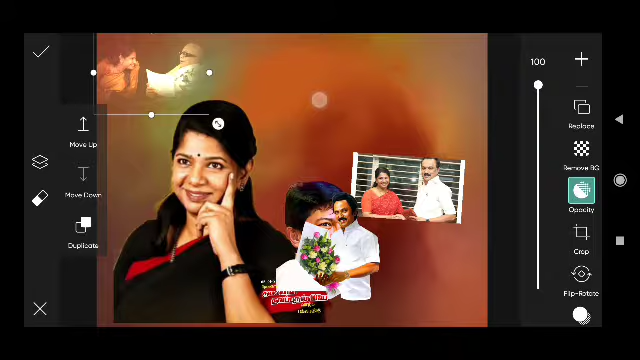 100
Move Up
Replace
Remove BG
Move Down
Opacity
Duplicate
Crop
Flip-Rotate